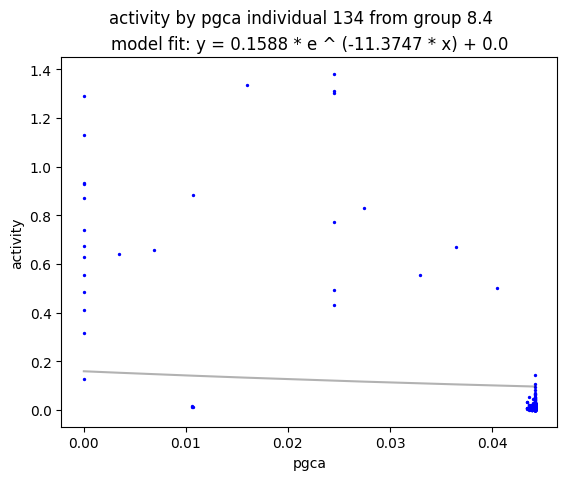 activity by pgca individual 134 from group 8.4
model fit: y = 0.1588 * e ^ (-11.3747 * x) + 0.0
1.4
1.2
1.0
0.8
0.6
0.4
0.2
0.0
activity
0.00 0.01 0.02 0.03 0.04
pgca